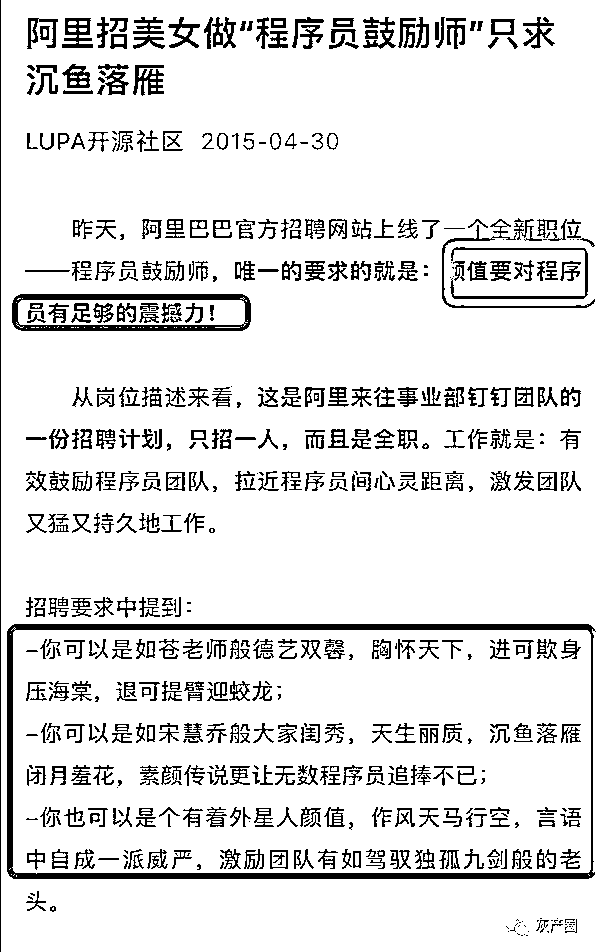 阿里招美女做“程序员鼓励师”只求
沉鱼落雁
LUPA开源社区 2015-04-30
昨天，阿里巴巴官方招聘网站上线了一个全新职位
——程序员鼓励师，唯一的要求的就是：颜值要对程序
员有足够的震撼力！
从岗位描述来看，这是阿里来往事业部钉钉团队的
一份招聘计划，只招一人，而且是全职。工作就是：有
效鼓励程序员团队，拉近程序员间心灵距离，激发团队
又猛又持久地工作。
招聘要求中提到：
–你可以是如苍老师般德艺双馨，胸怀天下，进可欺身
压海棠，退可提臂迎蛟龙；
–你可以是如宋慧乔般大家闺秀，天生丽质，沉鱼落雁
闭月羞花，素颜传说更让无数程序员追捧不已；
–你也可以是个有着外星人颜值，作风天马行空，言语
中自成一派威严，激励团队有如驾驭独孤九剑般的老
头。
灰产圈